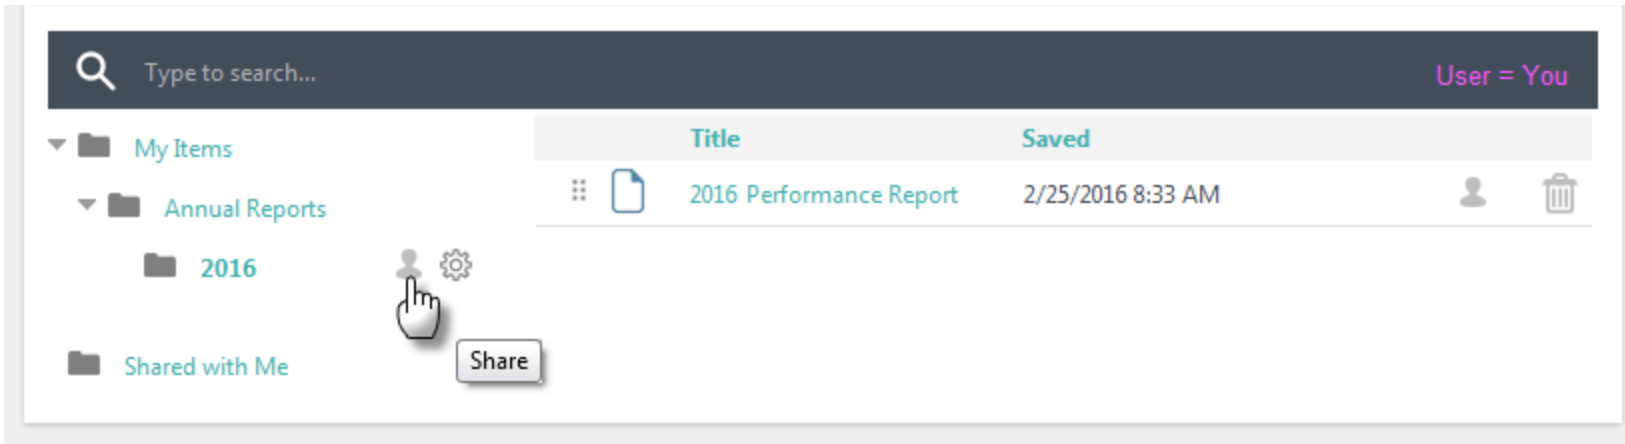 Type to search...
User = You
My Items
Annual Reports
2016
Shared with Me
Share
Title Saved
2016 Performance Report 2/25/2016 8:33 AM